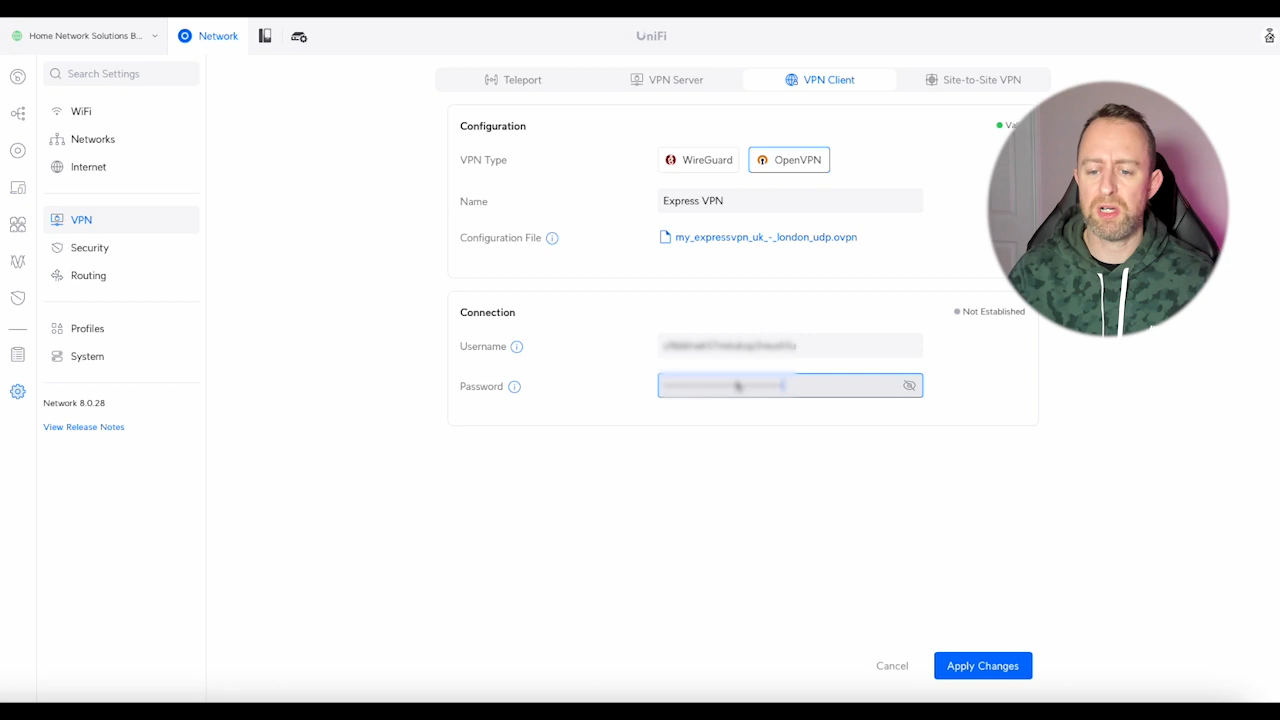 Home Network Solutions B...
Network
UniFi
Search Settings
WiFi
Networks
Internet
VPN
Security
Routing
Profiles
System
Network 8.0.28
View Release Notes
Teleport
VPN Server
VPN Client
Site-to-Site VPN
Configuration
VPN Type
WireGuard
OpenVPN
Name
Express VPN
Configuration File
my_expressvpn_uk_-_london_udp.ovpn
Connection
Not Established
Username
Password
Cancel
Apply Changes